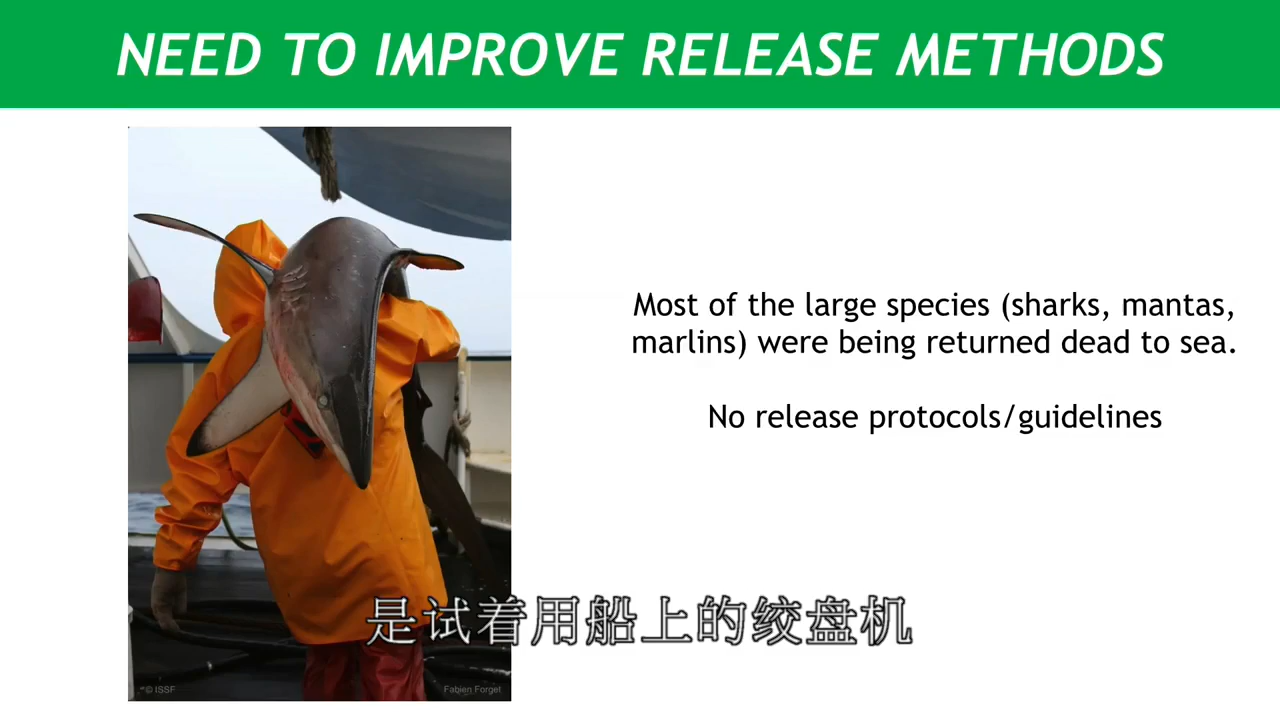 NEED TO IMPROVE RELEASE METHODS
Most of the large species (sharks, mantas,
marlins) were being returned dead to sea.
No release protocols/guidelines
是试着用船上的绞盘机
© ISSF
Fabien Forget